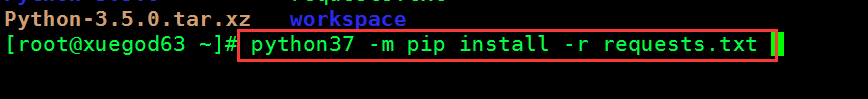 Python-3.5.0.tar.xz workspace
[root@xuegod63 ~]# python37 -m pip install -r requests.txt